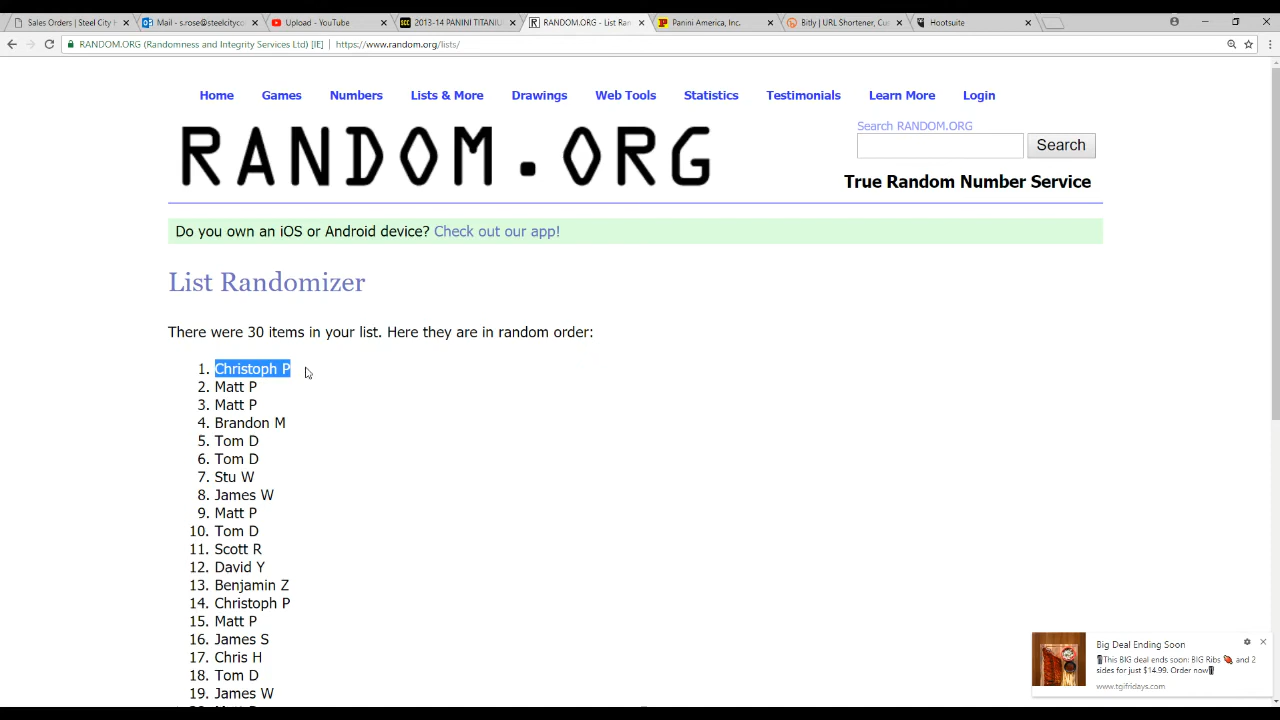 Sales Orders | Steel City H
Mail - s.rose@steelcityco
Upload - YouTube
2013-14 PANINI TITANIUM
RANDOM.ORG - List Ran
Panini America, Inc.
Bitly | URL Shortener, Cus
Hootsuite
RANDOM.ORG (Randomness and Integrity Services Ltd) [IE] https://www.random.org/lists/
Home Games Numbers Lists & More Drawings Web Tools Statistics Testimonials Learn More Login
Search RANDOM.ORG
RANDOM.ORG
Search
True Random Number Service
Do you own an iOS or Android device? Check out our app!
List Randomizer
There were 30 items in your list. Here they are in random order:
1. Christoph P
2. Matt P
3. Matt P
4. Brandon M
5. Tom D
6. Tom D
7. Stu W
8. James W
9. Matt P
10. Tom D
11. Scott R
12. David Y
13. Benjamin Z
14. Christoph P
15. Matt P
16. James S
17. Chris H
18. Tom D
19. James W
Big Deal Ending Soon
This BIG deal ends soon: BIG Ribs and 2
sides for just $14.99. Order now
www.tgifridays.com